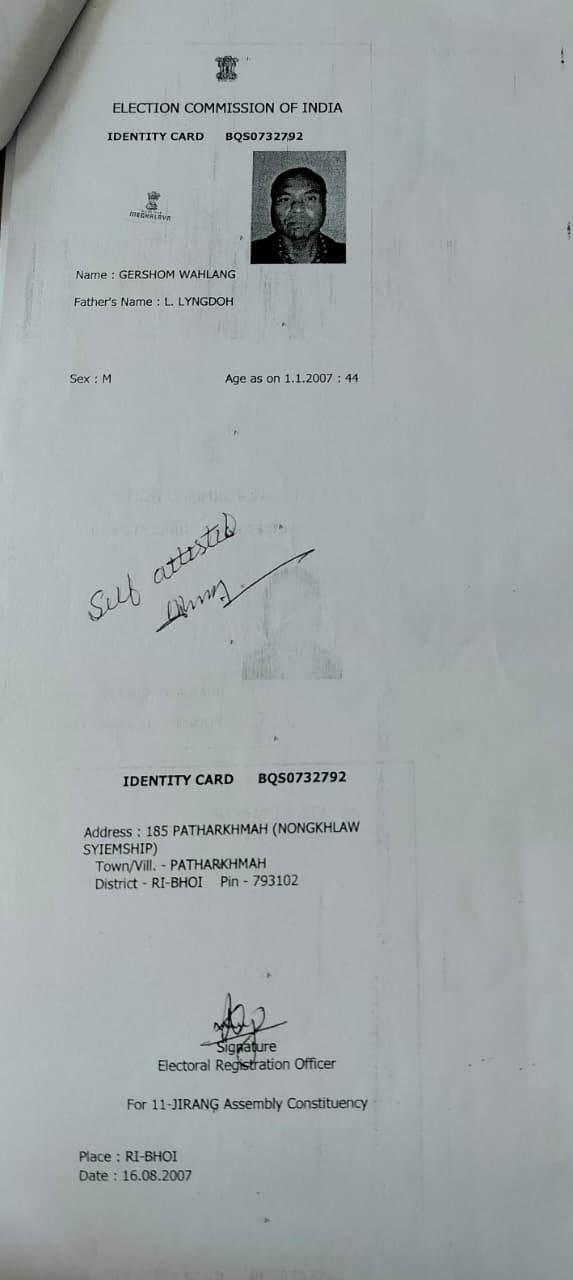 ELECTION COMMISSION OF INDIA
IDENTITY CARD BQS0732792
MEGHALAYA
Name : GERSHOM WAHLANG
Father's Name : L. LYNGDOH
Sex : M Age as on 1.1.2007 : 44
Self attested
IDENTITY CARD BQS0732792
Address : 185 PATHARKHMAH (NONGKHLAW
SYIEMSHIP)
Town/Vill. - PATHARKHMAH
District - RI-BHOI Pin - 793102
Signature
Electoral Registration Officer
For 11-JIRANG Assembly Constituency
Place : RI-BHOI
Date : 16.08.2007